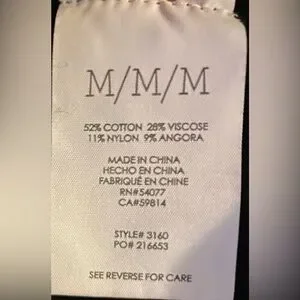 M/M/M
52% COTTON 28% VISCOSE
11% NYLON 9% ANGORA
MADE IN CHINA
HECHO EN CHINA
FABRIQUÉ EN CHINE
RN#54077
CA#59814
STYLE# 3160
PO# 216653
SEE REVERSE FOR CARE